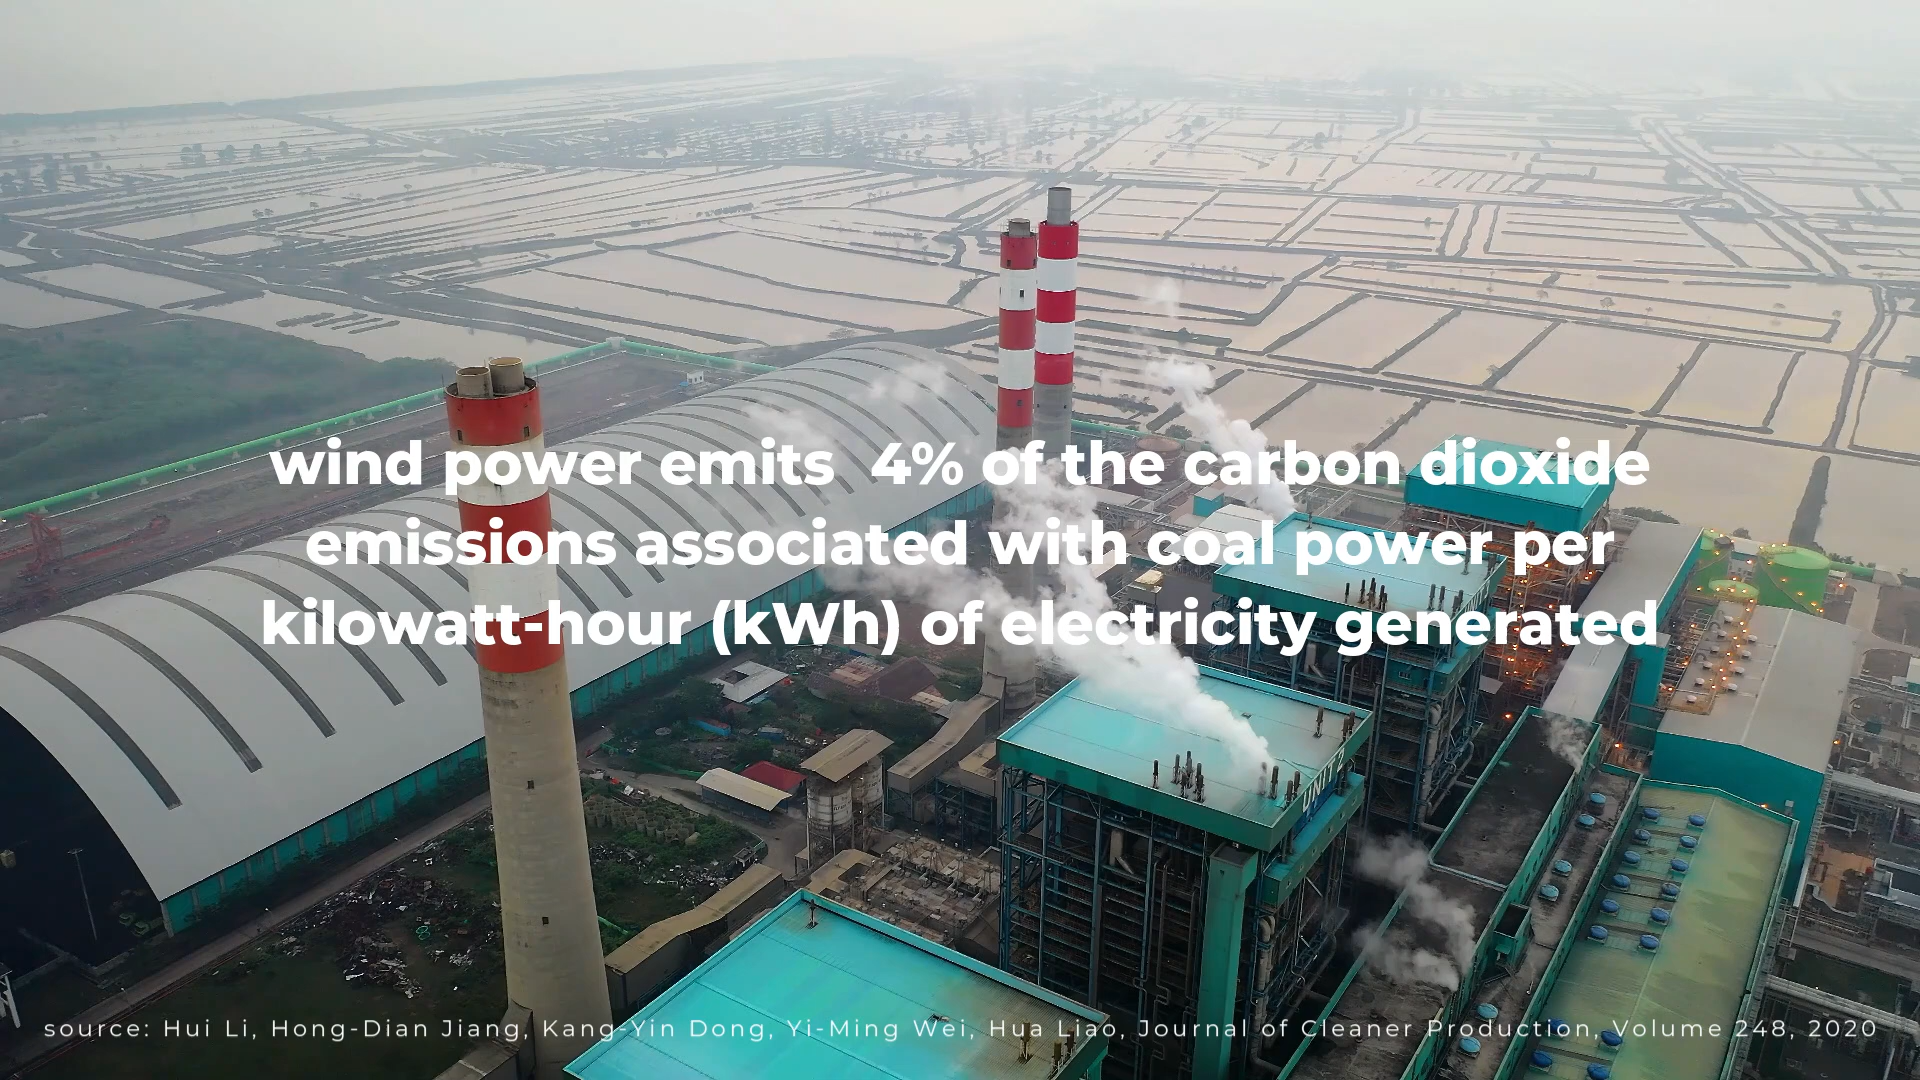 wind power emits  4% of the carbon dioxide
emissions associated with coal power per
kilowatt-hour (kWh) of electricity generated
UNIT 2
source: Hui Li, Hong-Dian Jiang, Kang-Yin Dong, Yi-Ming Wei, Hua Liao, Journal of Cleaner Production, Volume 248, 2020